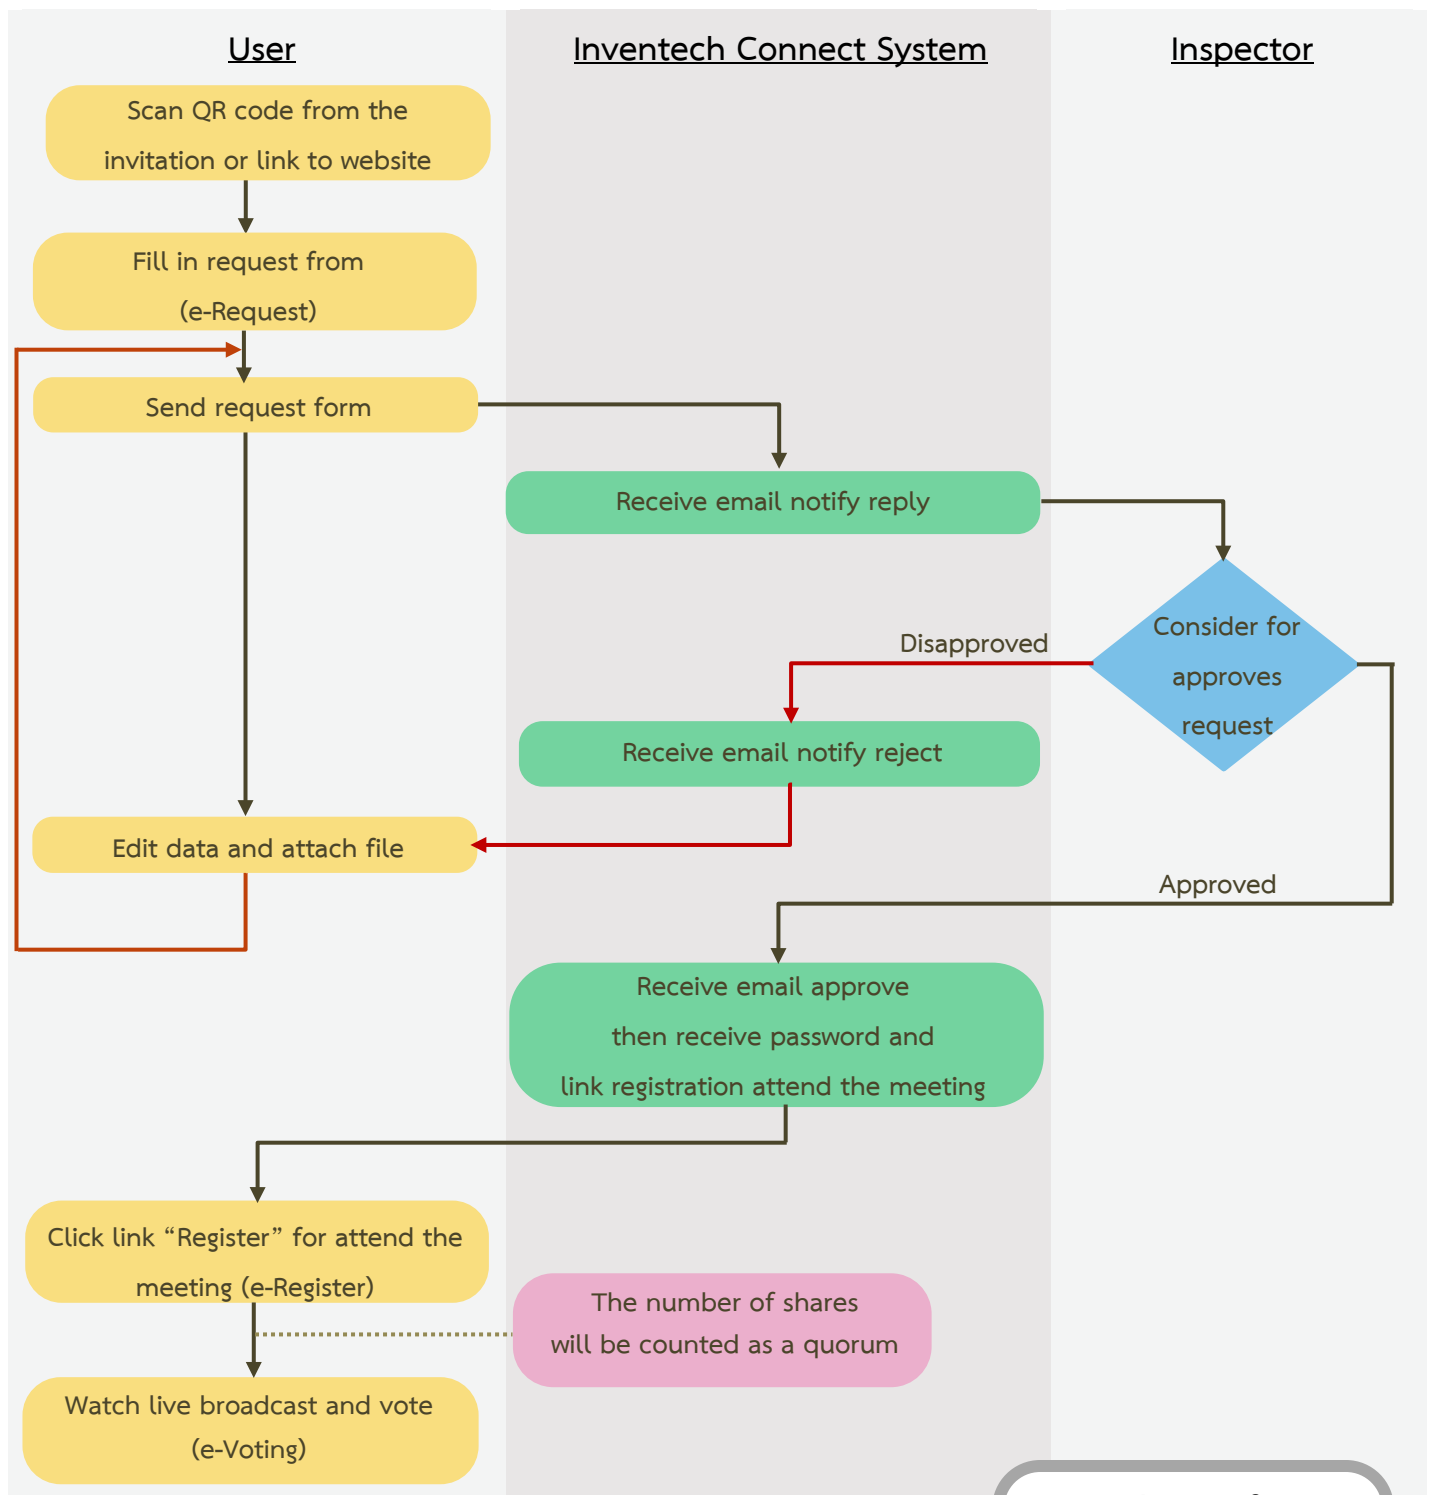 User
Inventech Connect System
Inspector
Scan QR code from the
invitation or link to website
Fill in request from
(e-Request)
Send request form
Receive email notify reply
Consider for
approves
request
Disapproved
Receive email notify reject
Edit data and attach file
Approved
Receive email approve
then receive password and
link registration attend the meeting
Click link “Register” for attend the
meeting (e-Register)
The number of shares
will be counted as a quorum
Watch live broadcast and vote
(e-Voting)